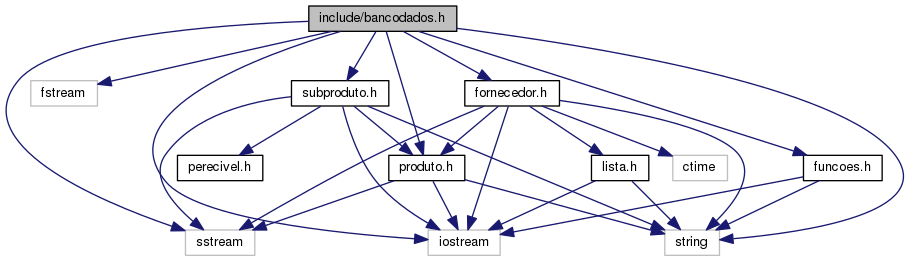 include/bancodados.h
fstream
subproduto.h
fornecedor.h
perecivel.h
produto.h
lista.h
ctime
funcoes.h
sstream
iostream
string